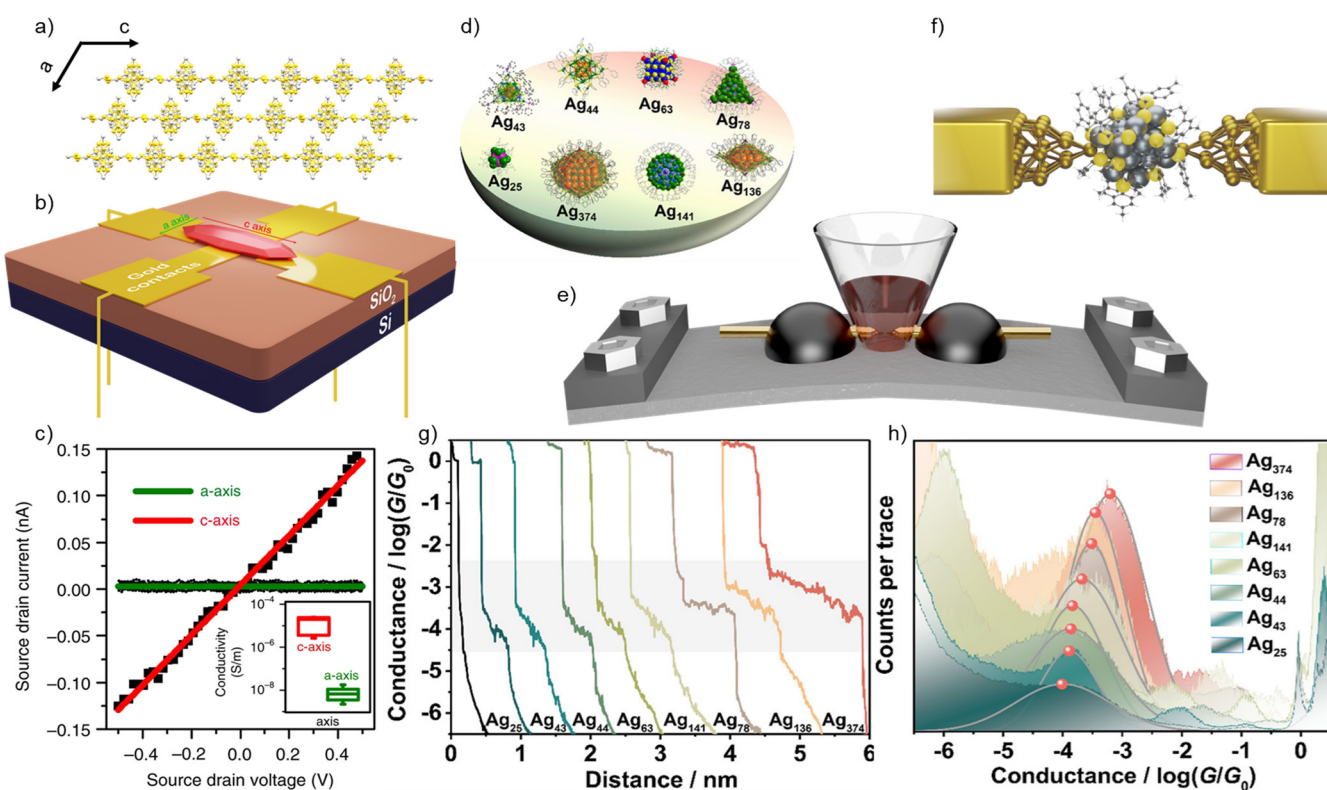 a)
c
a
b)
a axis
c axis
Gold
contacts
SiO₂
Si
c)
Source drain current (nA)
0.15
0.10
0.05
0.00
−0.05
−0.10
−0.15
a-axis
c-axis
Conductivity
(S/m)
10⁻⁴
10⁻⁶
10⁻⁸
c-axis
a-axis
axis
−0.4
−0.2
0.0
0.2
0.4
Source drain voltage (V)
d)
Ag₄₃
Ag₄₄
Ag₆₃
Ag₇₈
Ag₂₅
Ag₃₇₄
Ag₁₄₁
Ag₁₃₆
e)
f)
g)
Conductance / log(G/G₀)
0
-1
-2
-3
-4
-5
-6
Ag₂₅
Ag₄₃
Ag₄₄
Ag₆₃
Ag₁₄₁
Ag₇₈
Ag₁₃₆
Ag₃₇₄
0
1
2
3
4
5
6
Distance / nm
h)
Counts per trace
Ag₃₇₄
Ag₁₃₆
Ag₇₈
Ag₁₄₁
Ag₆₃
Ag₄₄
Ag₄₃
Ag₂₅
-6
-5
-4
-3
-2
-1
0
Conductance / log(G/G₀)